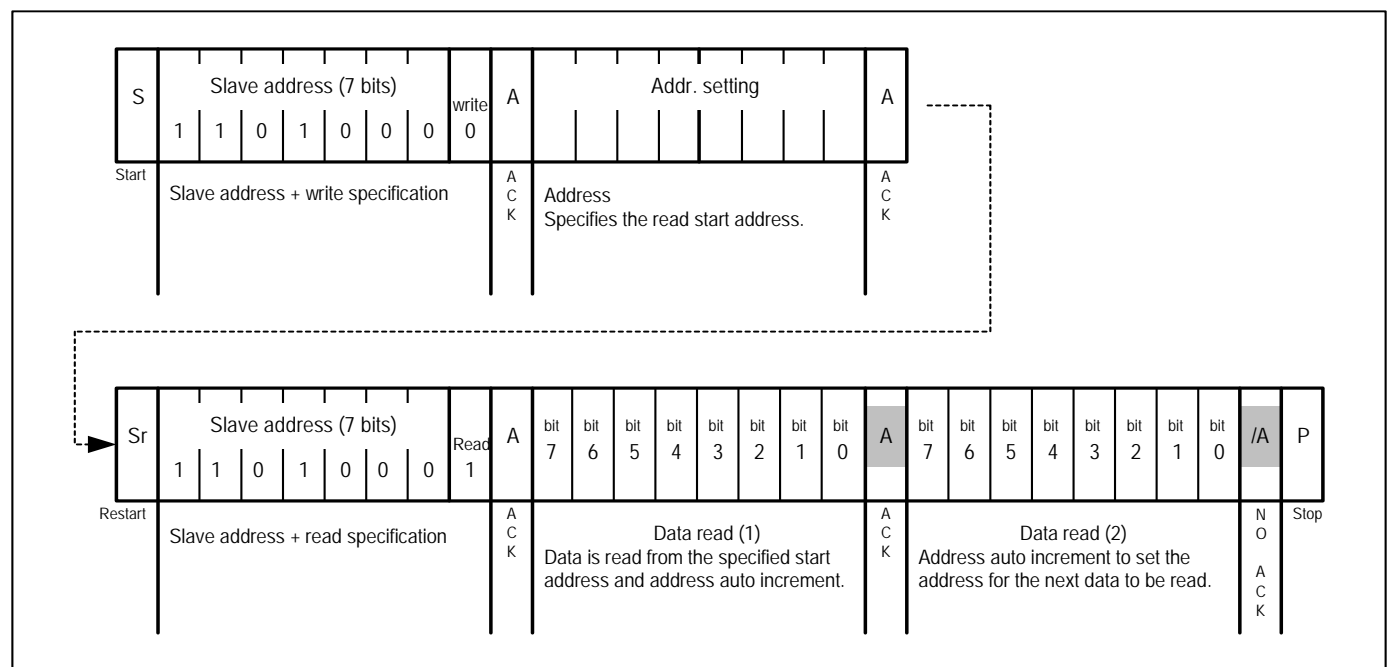 S Slave address (7 bits) write A Addr. setting A
1 1 0 1 0 0 0 0
Start
Slave address + write specification
A C K
Address
Specifies the read start address.
A C K
Sr Slave address (7 bits) Read A bit 7 bit 6 bit 5 bit 4 bit 3 bit 2 bit 1 bit 0 A bit 7 bit 6 bit 5 bit 4 bit 3 bit 2 bit 1 bit 0 /A P
1 1 0 1 0 0 0 1
Restart
Slave address + read specification
A C K
Data read (1)
Data is read from the specified start
address and address auto increment.
A C K
Data read (2)
Address auto increment to set the
address for the next data to be read.
N O A C K
Stop